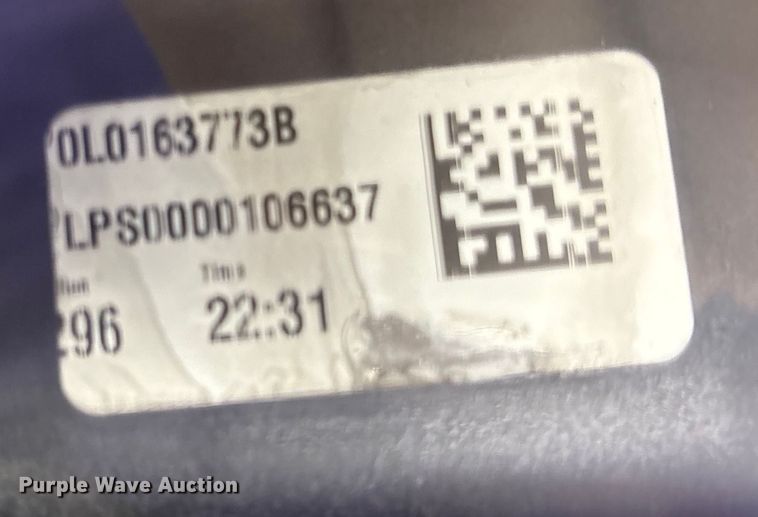 0L0163773B
LPS0000106637
Time
296 22:31
Purple Wave Auction